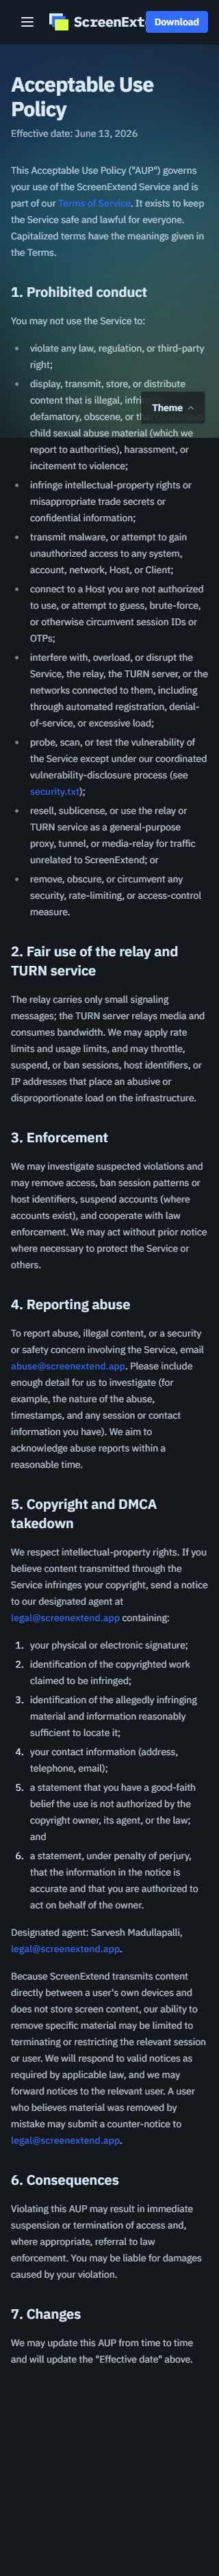 ScreenExt
Download
Acceptable Use
Policy
Effective date: June 13, 2026
This Acceptable Use Policy ("AUP") governs
your use of the ScreenExtend Service and is
part of our Terms of Service. It exists to keep
the Service safe and lawful for everyone.
Capitalized terms have the meanings given in
the Terms.
1. Prohibited conduct
You may not use the Service to:
violate any law, regulation, or third-party
right;
display, transmit, store, or distribute
content that is illegal, infri
defamatory, obscene, or th
Theme
child sexual abuse material (which we
report to authorities), harassment, or
incitement to violence;
infringe intellectual-property rights or
misappropriate trade secrets or
confidential information;
transmit malware, or attempt to gain
unauthorized access to any system,
account, network, Host, or Client;
connect to a Host you are not authorized
to use, or attempt to guess, brute-force,
or otherwise circumvent session IDs or
OTPs;
interfere with, overload, or disrupt the
Service, the relay, the TURN server, or the
networks connected to them, including
through automated registration, denial-
of-service, or excessive load;
probe, scan, or test the vulnerability of
the Service except under our coordinated
vulnerability-disclosure process (see
security.txt);
resell, sublicense, or use the relay or
TURN service as a general-purpose
proxy, tunnel, or media-relay for traffic
unrelated to ScreenExtend; or
remove, obscure, or circumvent any
security, rate-limiting, or access-control
measure.
2. Fair use of the relay and
TURN service
The relay carries only small signaling
messages; the TURN server relays media and
consumes bandwidth. We may apply rate
limits and usage limits, and may throttle,
suspend, or ban sessions, host identifiers, or
IP addresses that place an abusive or
disproportionate load on the infrastructure.
3. Enforcement
We may investigate suspected violations and
may remove access, ban session patterns or
host identifiers, suspend accounts (where
accounts exist), and cooperate with law
enforcement. We may act without prior notice
where necessary to protect the Service or
others.
4. Reporting abuse
To report abuse, illegal content, or a security
or safety concern involving the Service, email
abuse@screenextend.app. Please include
enough detail for us to investigate (for
example, the nature of the abuse,
timestamps, and any session or contact
information you have). We aim to
acknowledge abuse reports within a
reasonable time.
5. Copyright and DMCA
takedown
We respect intellectual-property rights. If you
believe content transmitted through the
Service infringes your copyright, send a notice
to our designated agent at
legal@screenextend.app containing:
1. your physical or electronic signature;
2. identification of the copyrighted work
claimed to be infringed;
3. identification of the allegedly infringing
material and information reasonably
sufficient to locate it;
4. your contact information (address,
telephone, email);
5. a statement that you have a good-faith
belief the use is not authorized by the
copyright owner, its agent, or the law;
and
6. a statement, under penalty of perjury,
that the information in the notice is
accurate and that you are authorized to
act on behalf of the owner.
Designated agent: Sarvesh Madullapalli,
legal@screenextend.app.
Because ScreenExtend transmits content
directly between a user's own devices and
does not store screen content, our ability to
remove specific material may be limited to
terminating or restricting the relevant session
or user. We will respond to valid notices as
required by applicable law, and we may
forward notices to the relevant user. A user
who believes material was removed by
mistake may submit a counter-notice to
legal@screenextend.app.
6. Consequences
Violating this AUP may result in immediate
suspension or termination of access and,
where appropriate, referral to law
enforcement. You may be liable for damages
caused by your violation.
7. Changes
We may update this AUP from time to time
and will update the "Effective date" above.